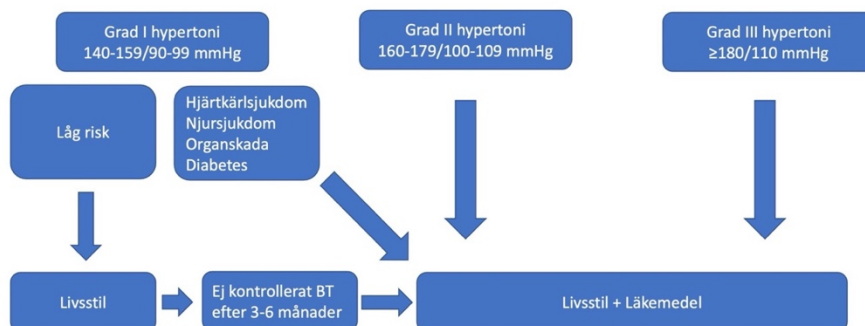 Grad I hypertoni
140-159/90-99 mmHg
Grad II hypertoni
160-179/100-109 mmHg
Grad III hypertoni
≥180/110 mmHg
Låg risk
Hjärtkärlsjukdom
Njursjukdom
Organskada
Diabetes
Livsstil
Ej kontrollerat BT
efter 3-6 månader
Livsstil + Läkemedel